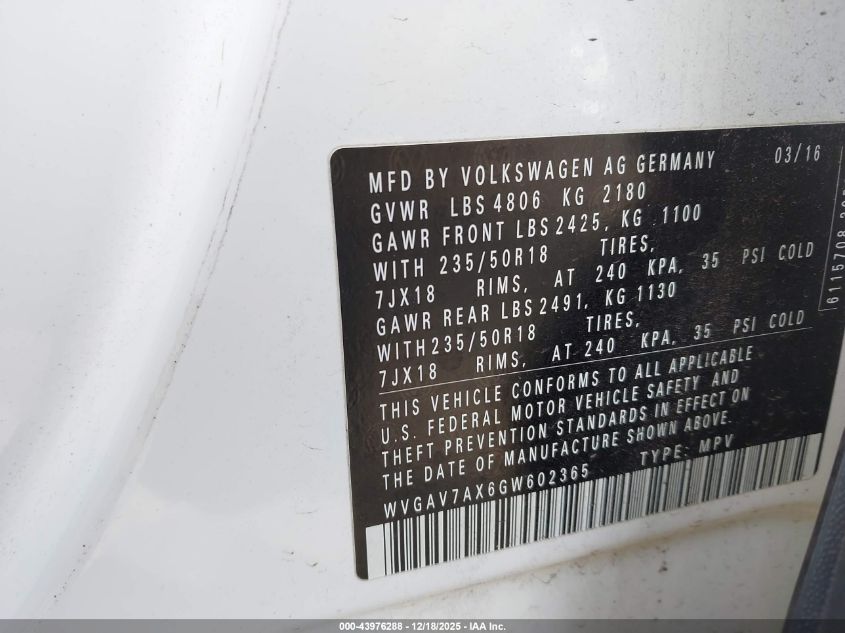 MFD BY VOLKSWAGEN AG GERMANY 03/16
GVWR LBS 4806 KG 2180
GAWR FRONT LBS 2425, KG 1100
WITH 235/50R18 TIRES,
7JX18 RIMS, AT 240 KPA, 35 PSI COLD
GAWR REAR LBS 2491, KG 1130
WITH 235/50R18 TIRES,
7JX18 RIMS, AT 240 KPA, 35 PSI COLD
THIS VEHICLE CONFORMS TO ALL APPLICABLE
U.S. FEDERAL MOTOR VEHICLE SAFETY AND
THEFT PREVENTION STANDARDS IN EFFECT ON
THE DATE OF MANUFACTURE SHOWN ABOVE.
WVGAV7AX6GW602365 TYPE: MPV
6115708
000-43976288 - 12/18/2025 - IAA Inc.